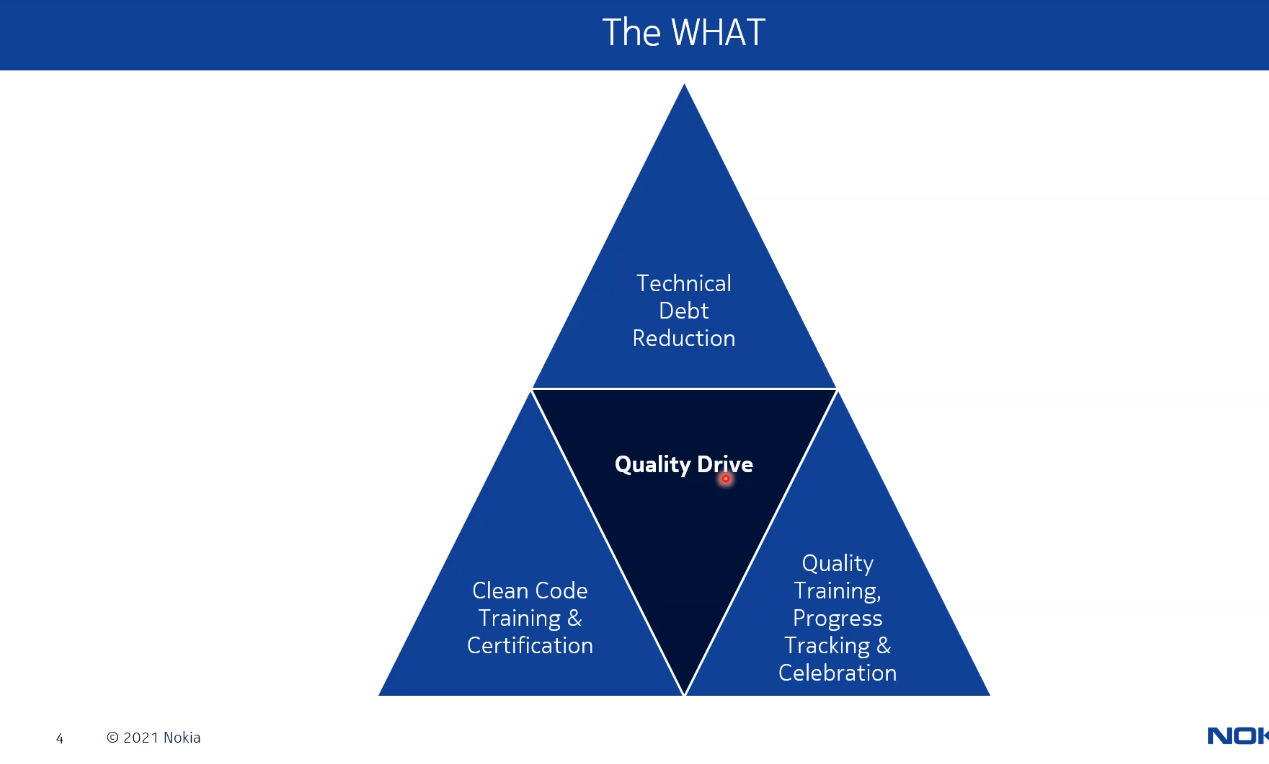 The WHAT
Technical
Debt
Reduction
Quality Drive
Clean Code
Training &
Certification
Quality
Training,
Progress
Tracking &
Celebration
4
© 2021 Nokia